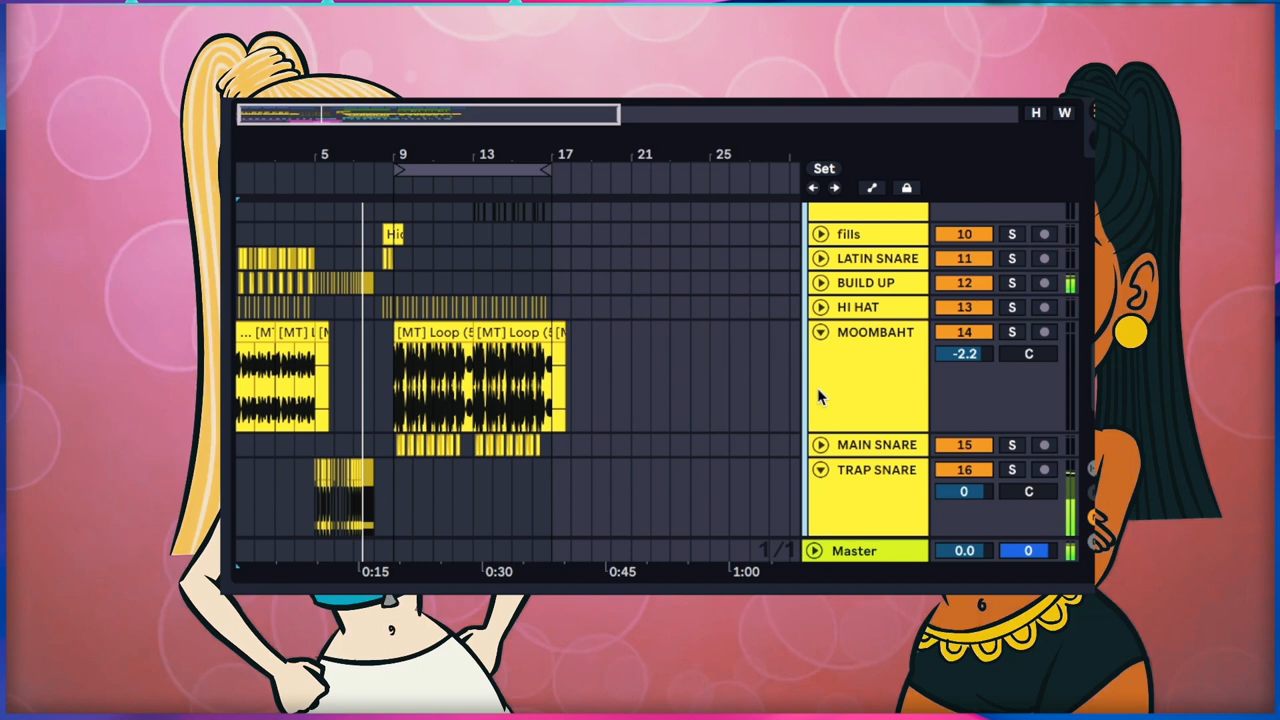 H W
5 9 13 17 21 25
Set
Hi
fills 10 S
LATIN SNARE 11 S
BUILD UP 12 S
HI HAT 13 S
... [M [MT] L [M [MT] Loop (5 [MT] Loop (5 [M MOOMBAHT 14 S
-2.2 C
MAIN SNARE 15 S
TRAP SNARE 16 S
0 C
1/1 Master 0.0 0
0:15 0:30 0:45 1:00